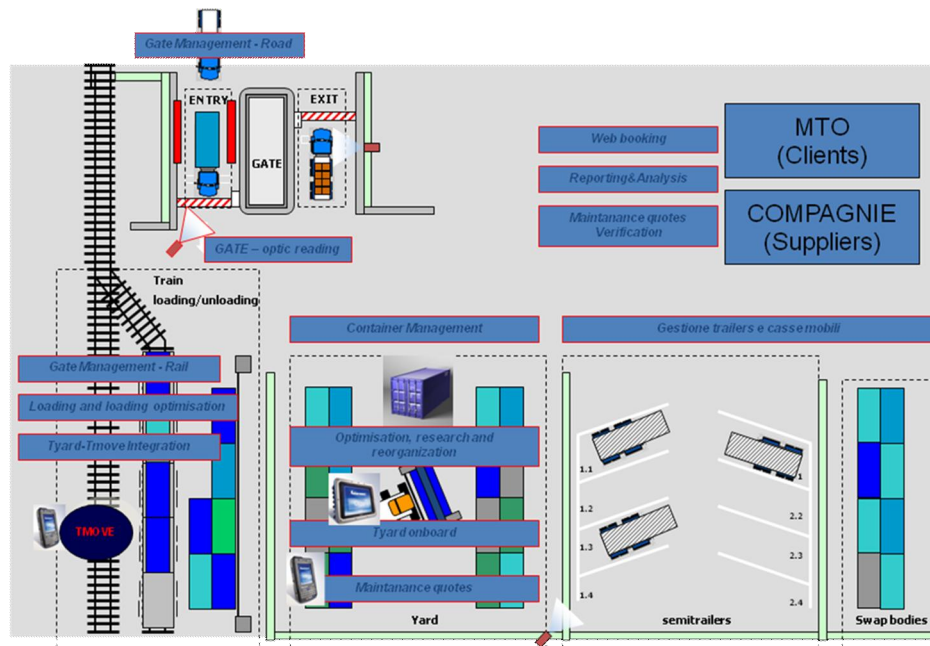 Gate Management - Road
ENTRY
EXIT
GATE
GATE – optic reading
Web booking
Reporting&Analysis
Maintanance quotes
Verification
MTO
(Clients)
COMPAGNIE
(Suppliers)
Train
loading/unloading
Container Management
Gestione trailers e casse mobili
Gate Management - Rail
Loading and loading optimisation
Tyard-Tmove Integration
TMOVE
Optimisation, research and
reorganization
Tyard onboard
Maintanance quotes
1.1
1.2
1.3
1.4
2.2
2.3
2.4
Yard
semitrailers
Swap bodies